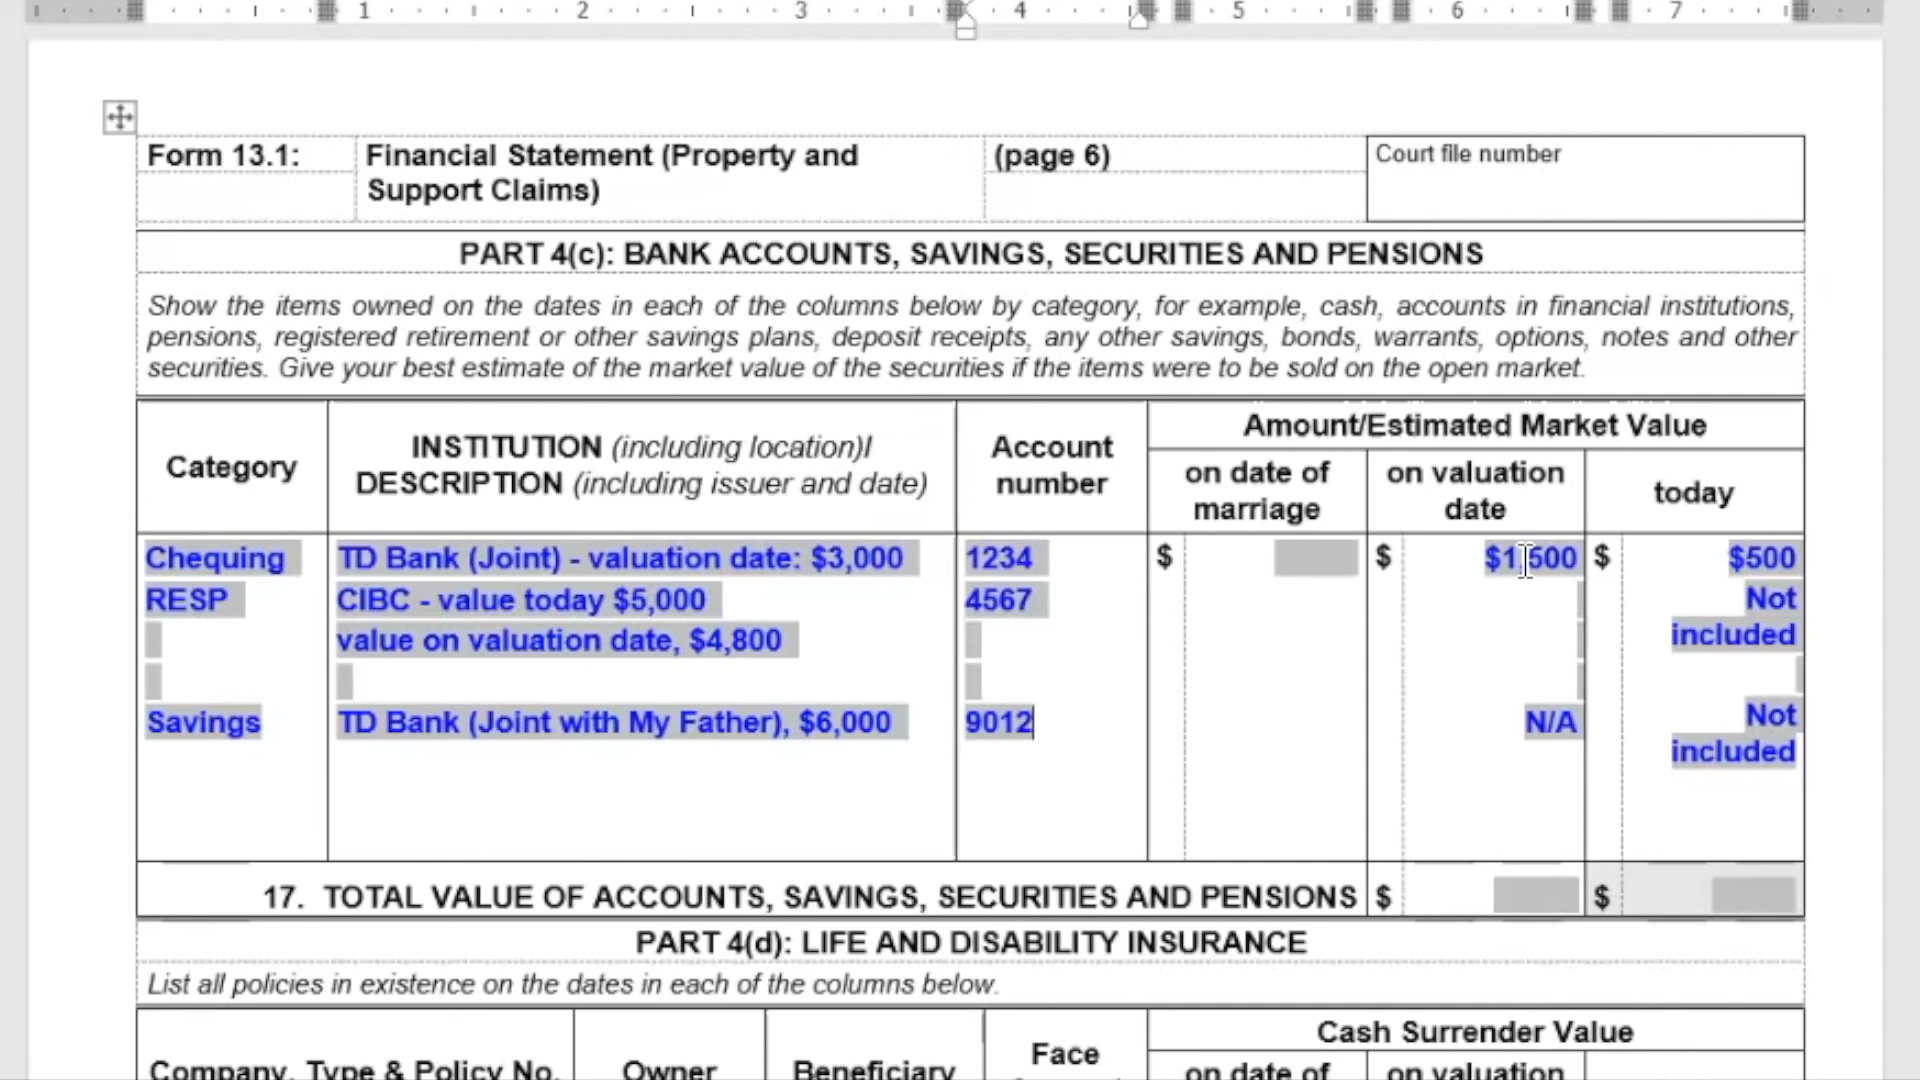 1 2 3 4 5 6 7
Form 13.1: Financial Statement (Property and Support Claims) (page 6) Court file number
PART 4(c): BANK ACCOUNTS, SAVINGS, SECURITIES AND PENSIONS
Show the items owned on the dates in each of the columns below by category, for example, cash, accounts in financial institutions,
pensions, registered retirement or other savings plans, deposit receipts, any other savings, bonds, warrants, options, notes and other
securities. Give your best estimate of the market value of the securities if the items were to be sold on the open market.
Category
INSTITUTION (including location)/
DESCRIPTION (including issuer and date)
Account
number
Amount/Estimated Market Value
on date of
marriage
on valuation
date
today
Chequing TD Bank (Joint) - valuation date: $3,000 1234 $ $ $1,500 $ $500
RESP CIBC - value today $5,000 4567 Not
value on valuation date, $4,800 included
Savings TD Bank (Joint with My Father), $6,000 9012 N/A Not
included
17. TOTAL VALUE OF ACCOUNTS, SAVINGS, SECURITIES AND PENSIONS $ $
PART 4(d): LIFE AND DISABILITY INSURANCE
List all policies in existence on the dates in each of the columns below.
Company, Type & Policy No.
Owner
Beneficiary
Face
Cash Surrender Value
on date of
on valuation